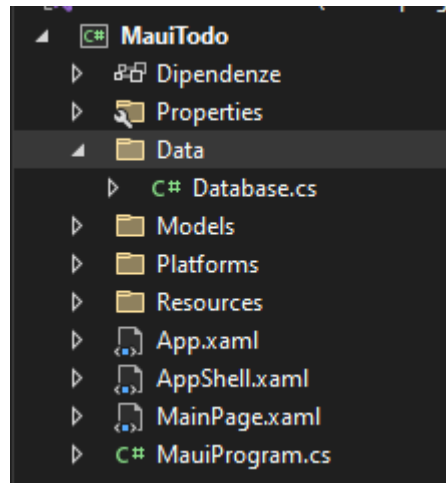 C# MauiTodo
Dipendenze
Properties
Data
C# Database.cs
Models
Platforms
Resources
App.xaml
AppShell.xaml
MainPage.xaml
C# MauiProgram.cs